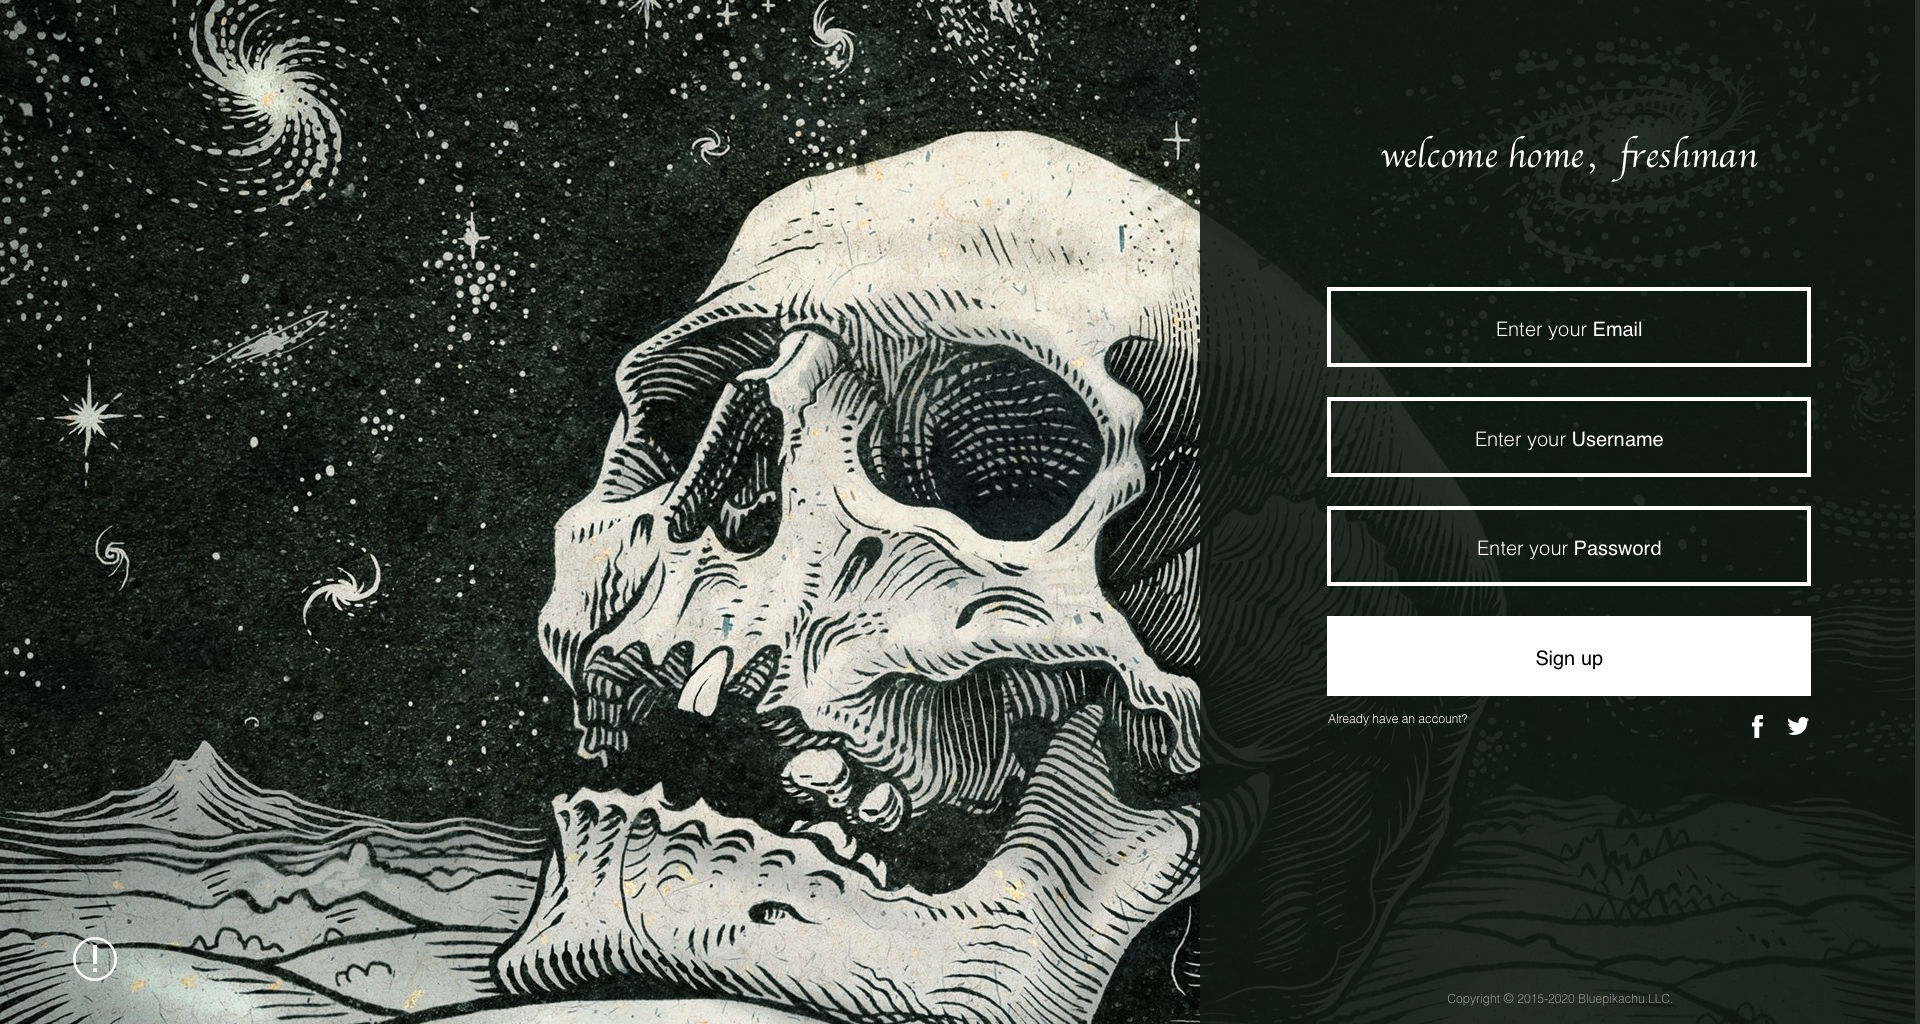 welcome home, freshman
Enter your Email
Enter your Username
Enter your Password
Sign up
Already have an account?
Copyright © 2015-2020 Bluepikachu.LLC.